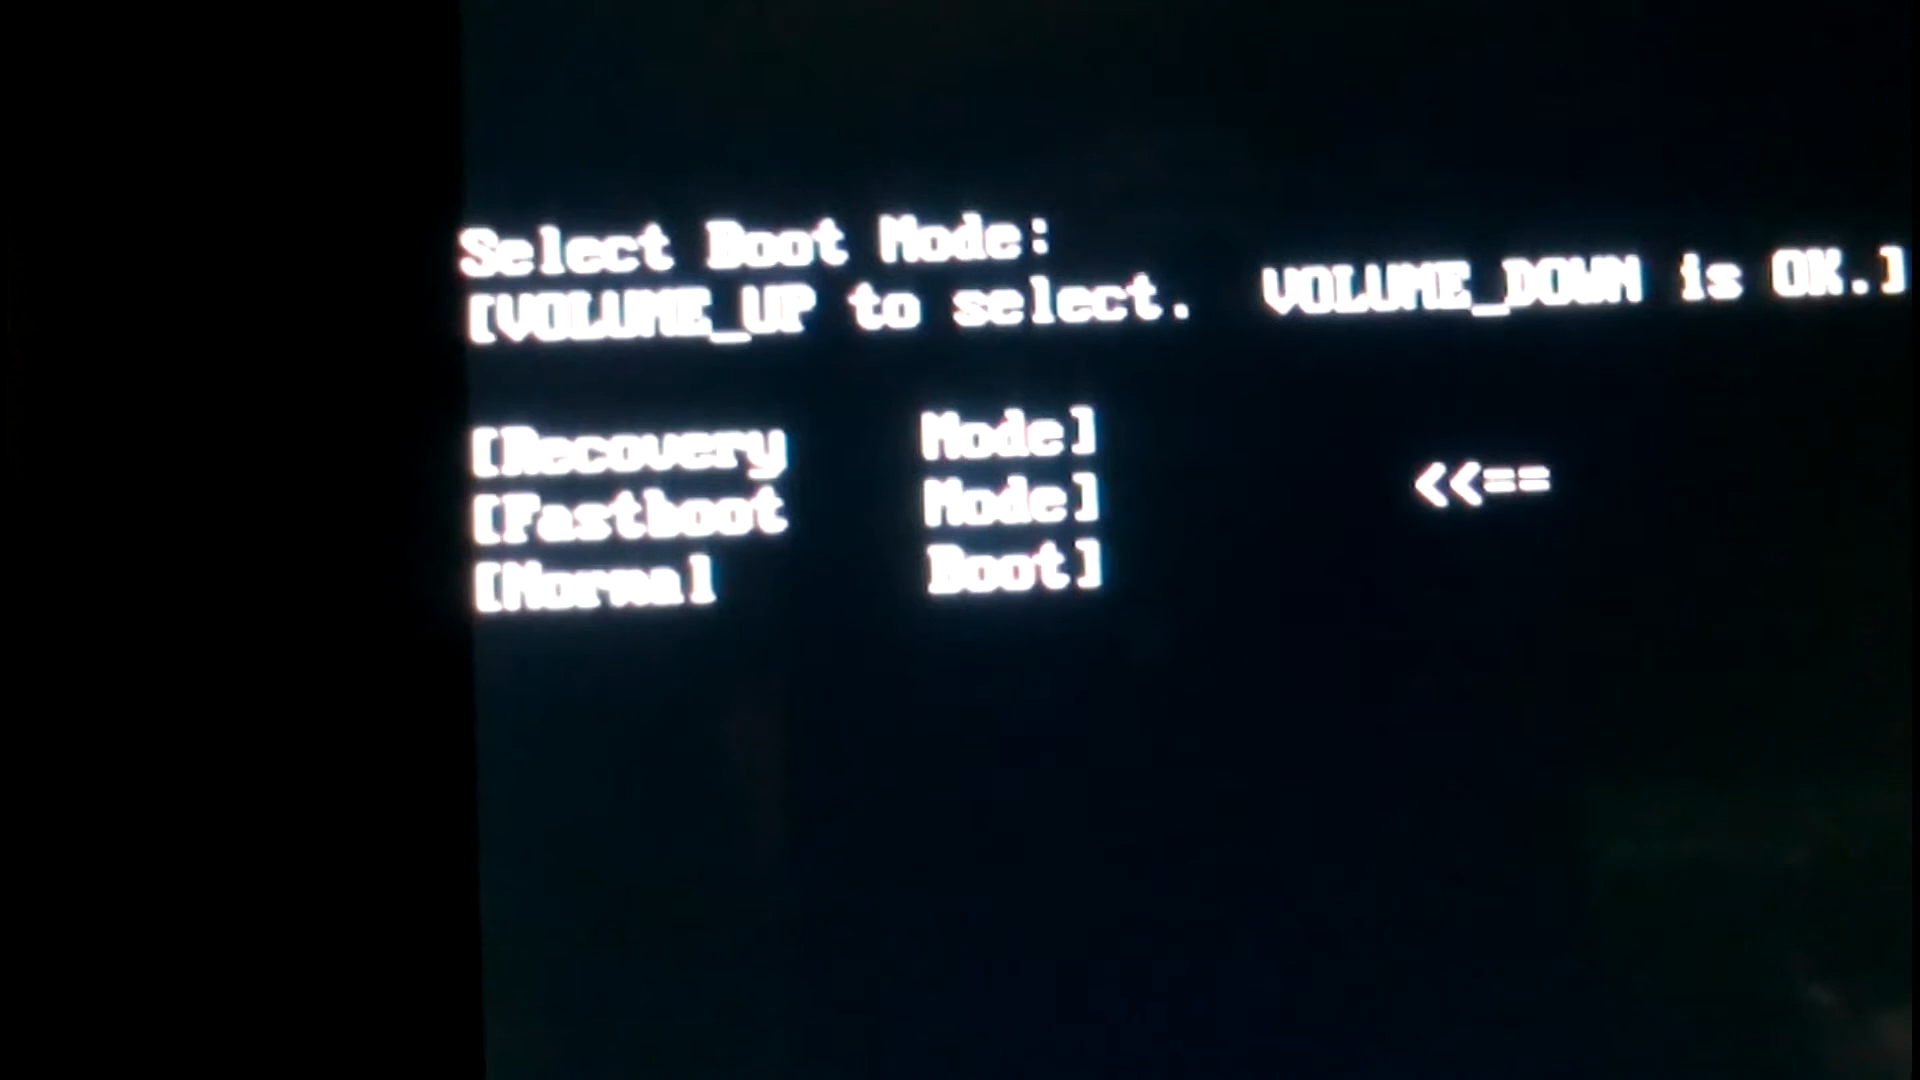 Select Boot Mode:
[VOLUME_UP to select.  VOLUME_DOWN is OK.]
[Recovery    Mode]
[Fastboot    Mode]    <<==
[Normal      Boot]